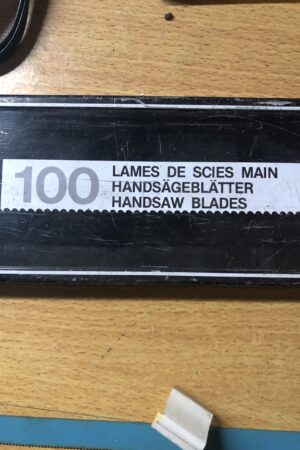 100
LAMES DE SCIES MAIN
HANDSÄGEBLÄTTER
HANDSAW BLADES